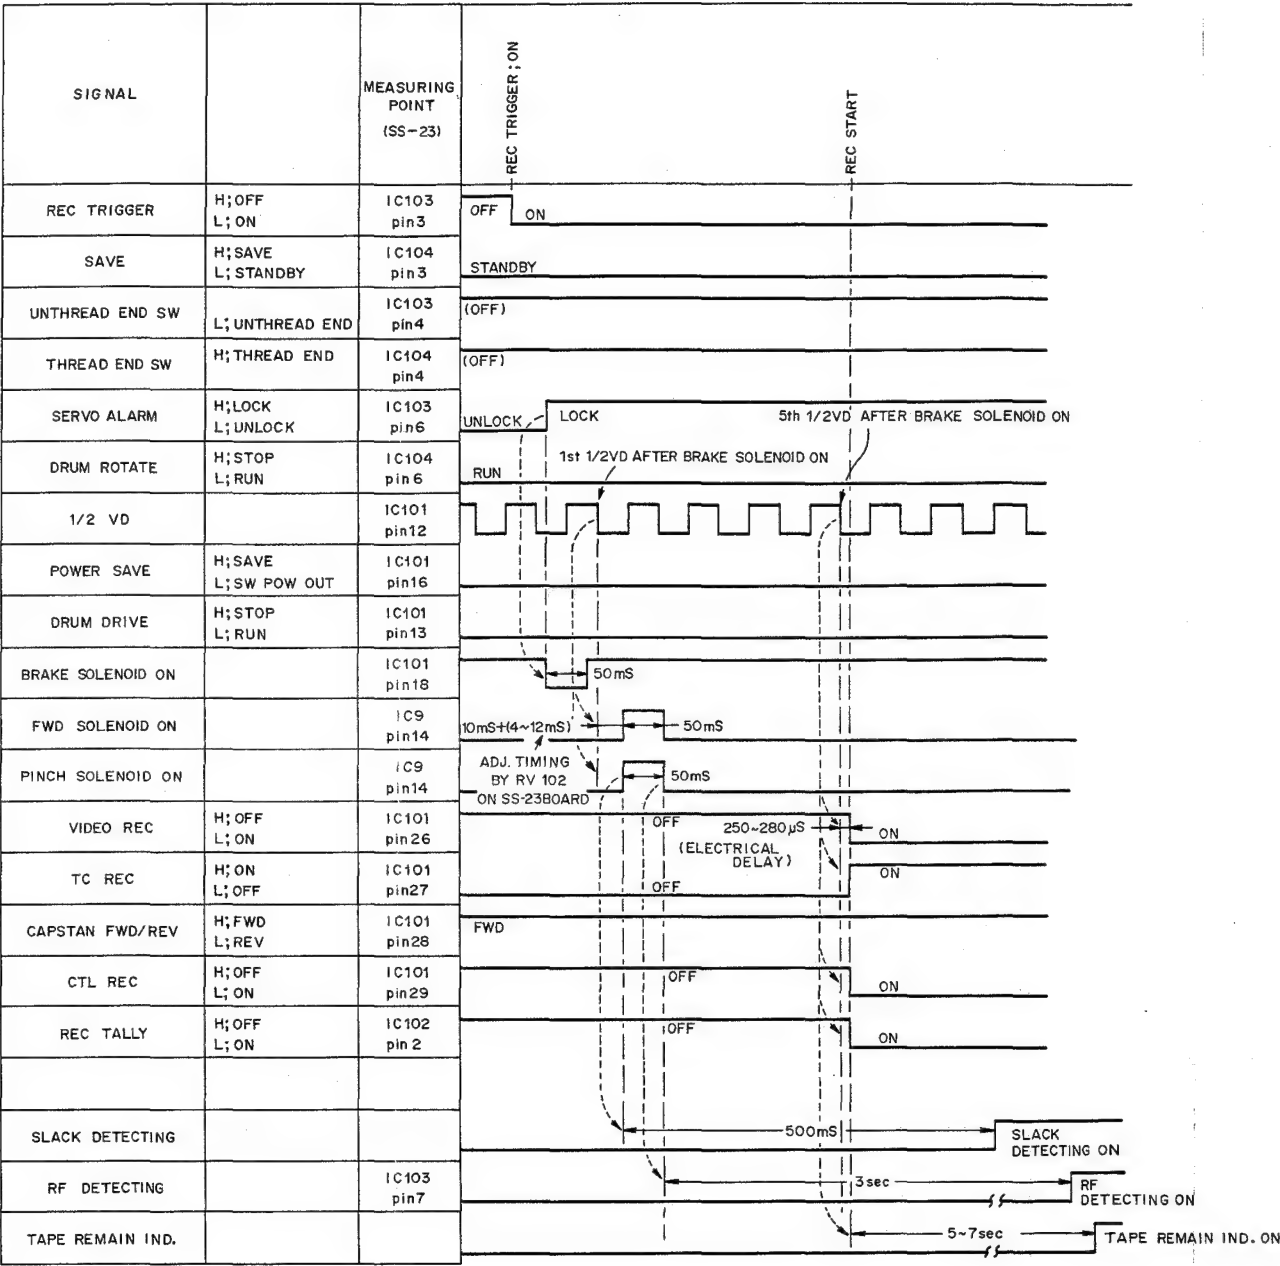 SIGNAL
MEASURING
POINT
(SS-23)
REC TRIGGER; ON
REC START
REC TRIGGER
H; OFF
L; ON
IC103
pin3
OFF
ON
SAVE
H; SAVE
L; STANDBY
IC104
pin3
STANDBY
UNTHREAD END SW
L; UNTHREAD END
IC103
pin4
(OFF)
THREAD END SW
H; THREAD END
IC104
pin4
(OFF)
SERVO ALARM
H; LOCK
L; UNLOCK
IC103
pin6
UNLOCK
LOCK
5th 1/2VD AFTER BRAKE SOLENOID ON
DRUM ROTATE
H; STOP
L; RUN
IC104
pin6
RUN
1st 1/2VD AFTER BRAKE SOLENOID ON
1/2 VD
IC101
pin12
POWER SAVE
H; SAVE
L; SW POW OUT
IC101
pin16
DRUM DRIVE
H; STOP
L; RUN
IC101
pin13
BRAKE SOLENOID ON
IC101
pin18
50mS
FWD SOLENOID ON
IC9
pin14
10mS+(4~12mS)
50mS
PINCH SOLENOID ON
IC9
pin14
ADJ. TIMING
BY RV 102
ON SS-23BOARD
50mS
VIDEO REC
H; OFF
L; ON
IC101
pin26
OFF
250~280µS
(ELECTRICAL
DELAY)
ON
TC REC
H; ON
L; OFF
IC101
pin27
OFF
ON
CAPSTAN FWD/REV
H; FWD
L; REV
IC101
pin28
FWD
CTL REC
H; OFF
L; ON
IC101
pin29
OFF
ON
REC TALLY
H; OFF
L; ON
IC102
pin 2
OFF
ON
SLACK DETECTING
500mS
SLACK
DETECTING ON
RF DETECTING
IC103
pin7
3sec
RF
DETECTING ON
TAPE REMAIN IND.
5~7sec
TAPE REMAIN IND. ON